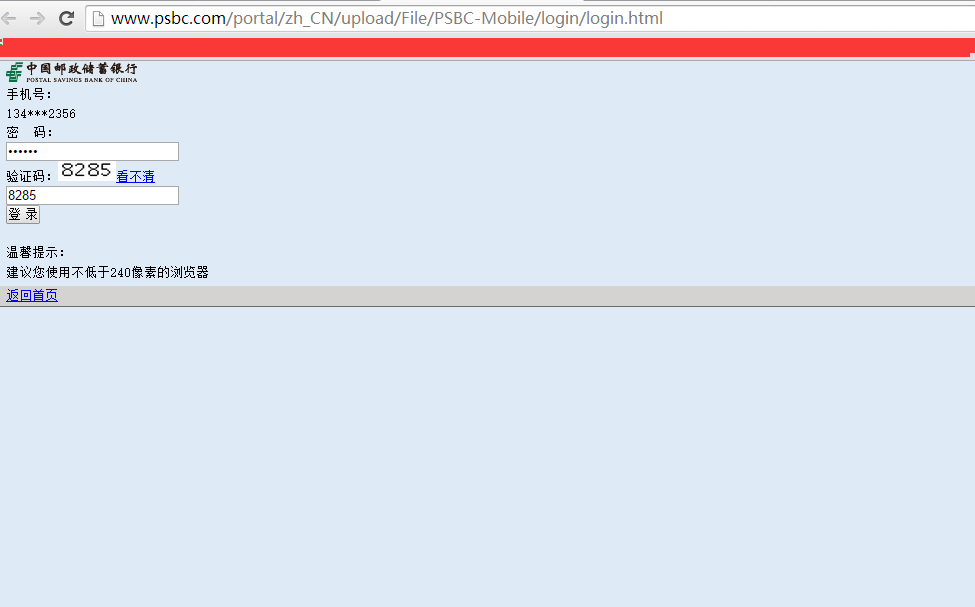 www.psbc.com/portal/zh_CN/upload/File/PSBC-Mobile/login/login.html
中国邮政储蓄银行
POSTAL SAVINGS BANK OF CHINA
手机号：
134***2356
密　码：
••••••
验证码： 8285 看不清
8285
登 录
温馨提示：
建议您使用不低于240像素的浏览器
返回首页